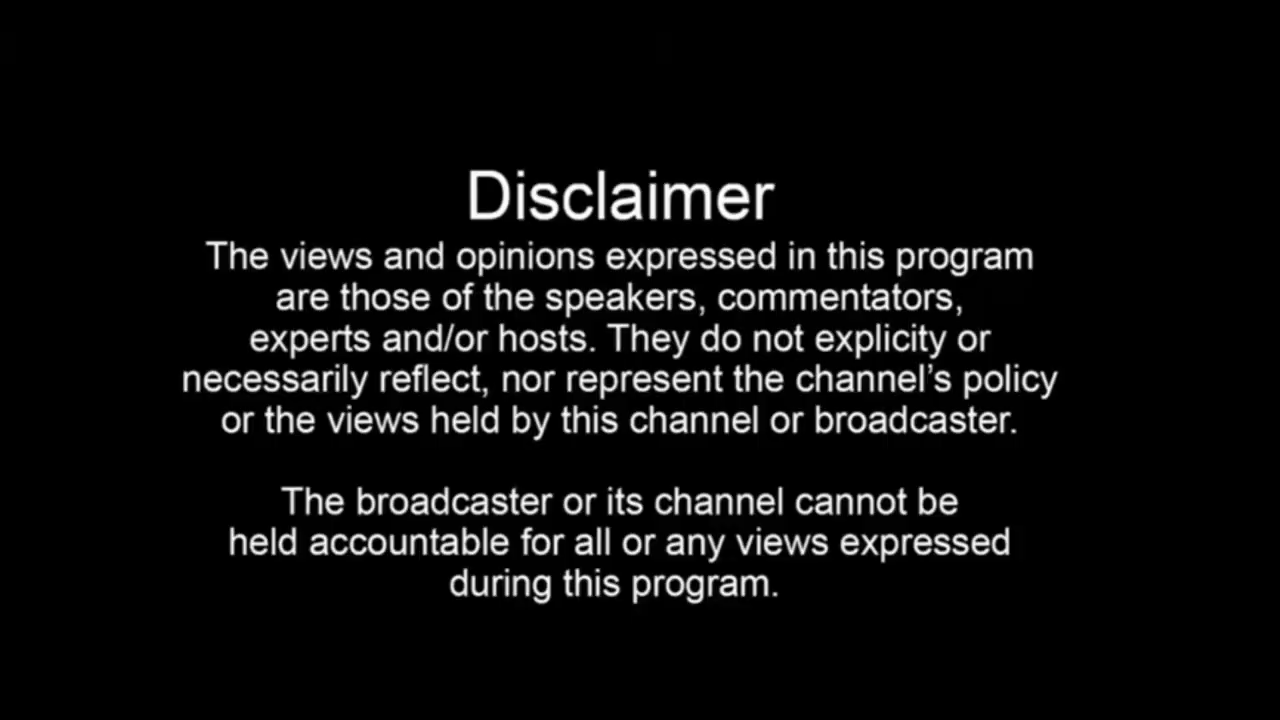 Disclaimer
The views and opinions expressed in this program
are those of the speakers, commentators,
experts and/or hosts. They do not explicity or
necessarily reflect, nor represent the channel’s policy
or the views held by this channel or broadcaster.
The broadcaster or its channel cannot be
held accountable for all or any views expressed
during this program.